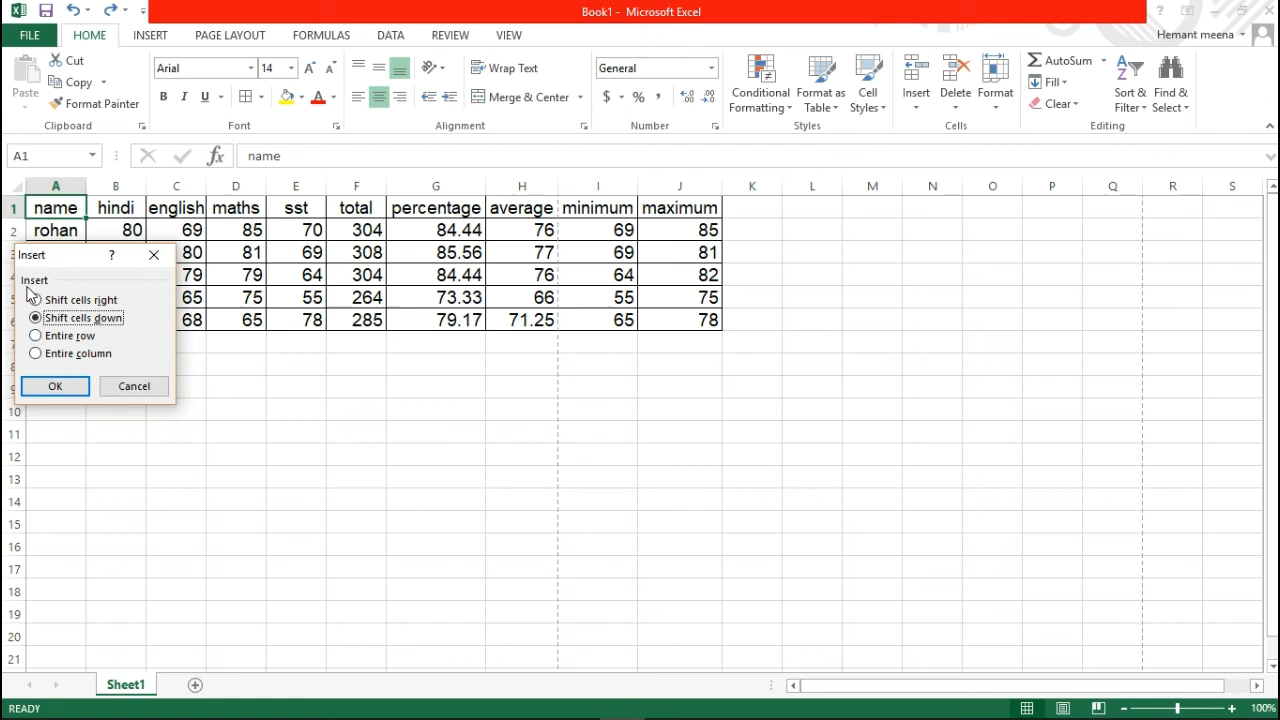 Book1 - Microsoft Excel
?
FILE HOME INSERT PAGE LAYOUT FORMULAS DATA REVIEW VIEW Hemant meena
Paste Cut Copy Format Painter
Clipboard
Arial 14
B I U
Font
Wrap Text
Merge & Center
Alignment
General
$ % , .0 .00
Number
Conditional Formatting
Format as Table
Cell Styles
Styles
Insert Delete Format
Cells
AutoSum
Fill
Clear
Sort & Filter
Find & Select
Editing
A1 fx name
A B C D E F G H I J K L M N O P Q R S
1 name hindi english maths sst total percentage average minimum maximum
2 rohan 80 69 85 70 304 84.44 76 69 85
80 81 69 308 85.56 77 69 81
79 79 64 304 84.44 76 64 82
65 75 55 264 73.33 66 55 75
68 65 78 285 79.17 71.25 65 78
Insert ?
Insert
Shift cells right
Shift cells down
Entire row
Entire column
OK Cancel
10
11
12
13
14
15
16
17
18
19
20
21
Sheet1
READY 100%